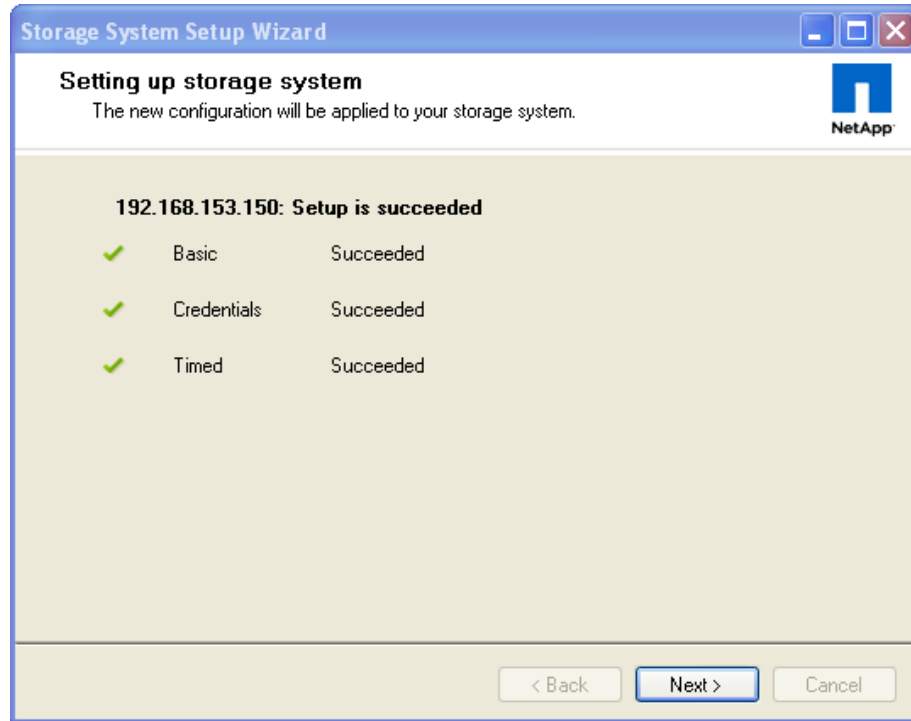 Storage System Setup Wizard
Setting up storage system
The new configuration will be applied to your storage system.
NetApp
192.168.153.150: Setup is succeeded
Basic Succeeded
Credentials Succeeded
Timed Succeeded
< Back Next > Cancel